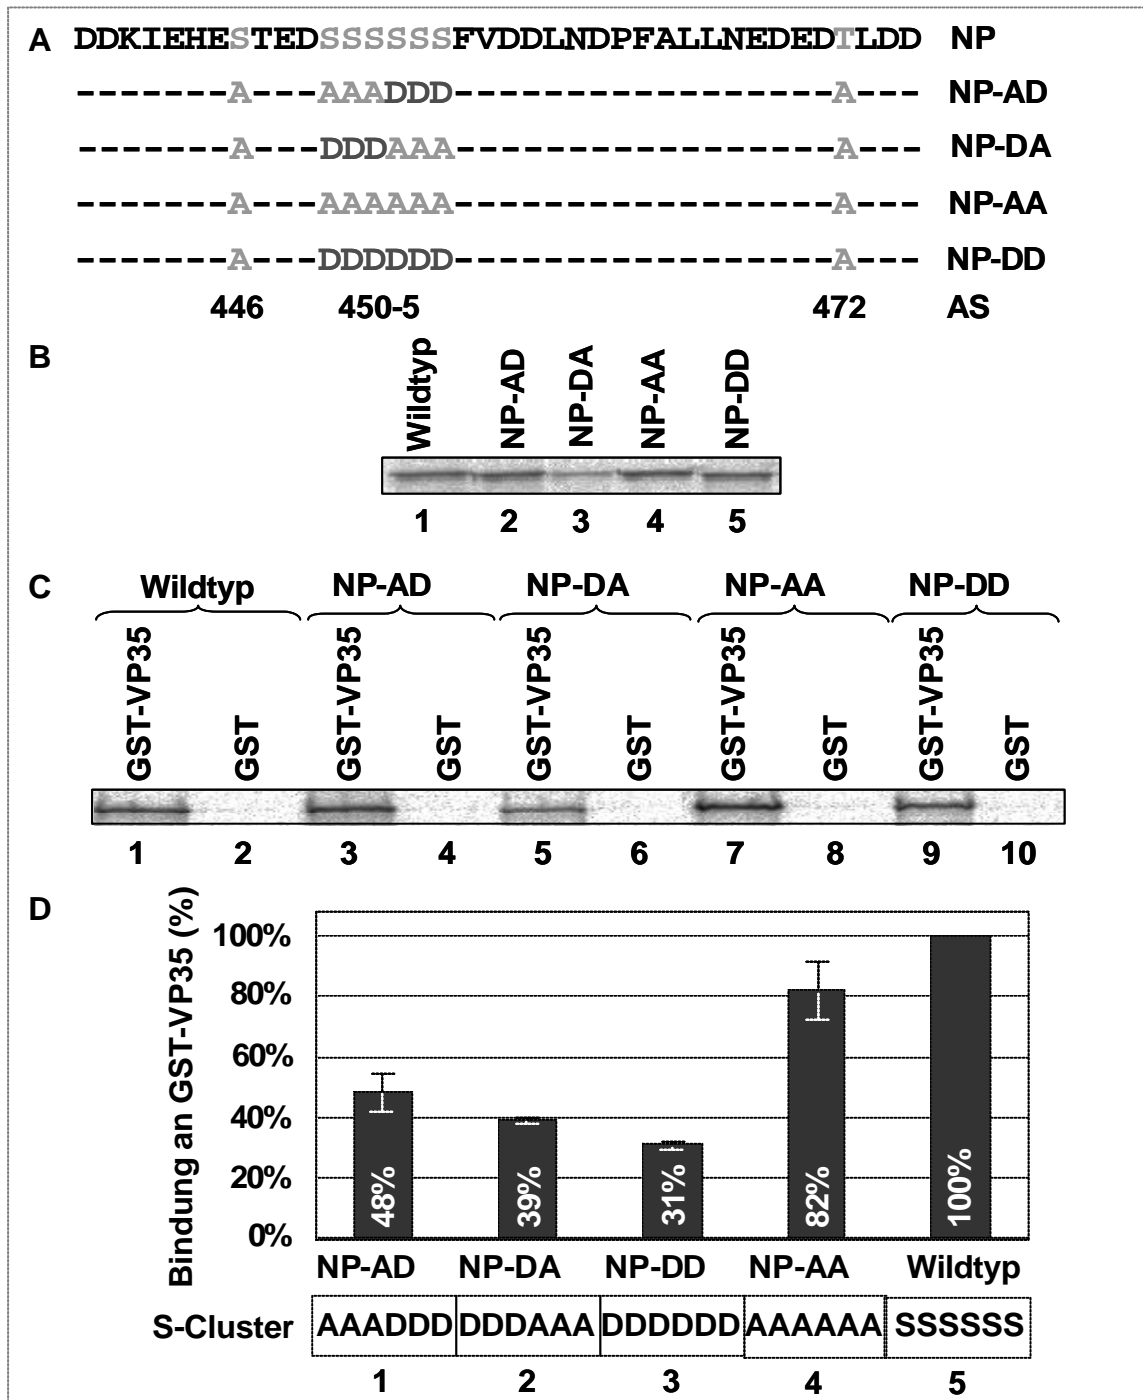 A DDKIEHESTEDSSSSSSFVDDLNDPFALLNEDEDTLDD NP
-------A---AAADDD-----------------A--- NP-AD
-------A---DDDAAA-----------------A--- NP-DA
-------A---AAAAAA-----------------A--- NP-AA
-------A---DDDDDD-----------------A--- NP-DD
446 450-5 472 AS
B
Wildtyp NP-AD NP-DA NP-AA NP-DD
1 2 3 4 5
C Wildtyp NP-AD NP-DA NP-AA NP-DD
GST-VP35 GST GST-VP35 GST GST-VP35 GST GST-VP35 GST GST-VP35 GST
1 2 3 4 5 6 7 8 9 10
D
Bindung an GST-VP35 (%)
100%
80%
60%
40%
20%
0%
48% 39% 31% 82% 100%
NP-AD NP-DA NP-DD NP-AA Wildtyp
S-Cluster AAADDD DDDAAA DDDDDD AAAAAA SSSSSS
1 2 3 4 5